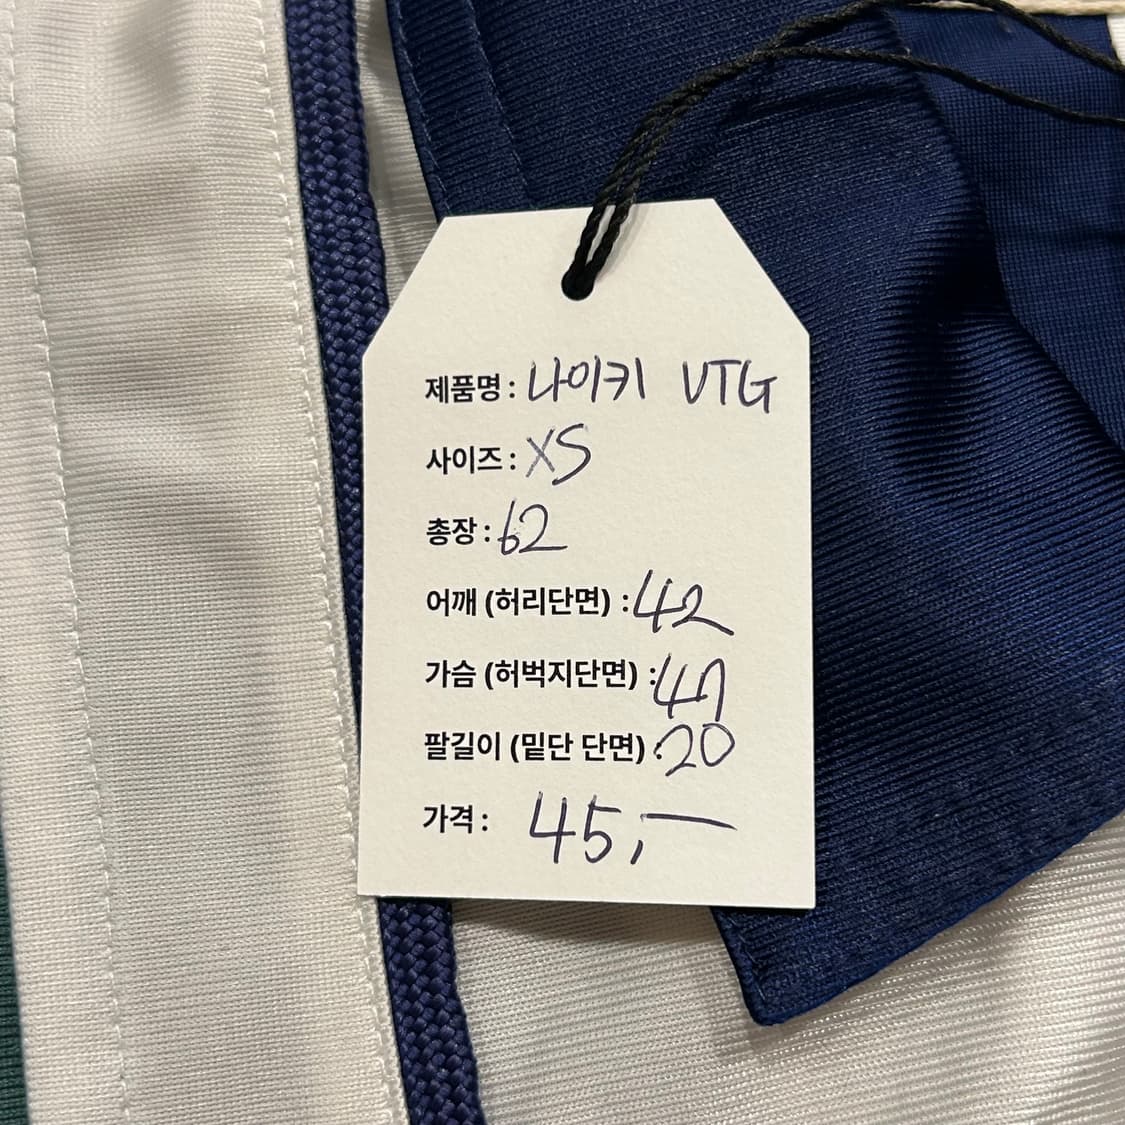 제품명 : 나이키 VTG
사이즈 : XS
총장 : 62
어깨 (허리단면) : 42
가슴 (허벅지단면) : 47
팔길이 (밑단 단면) : 20
가격 : 45,-